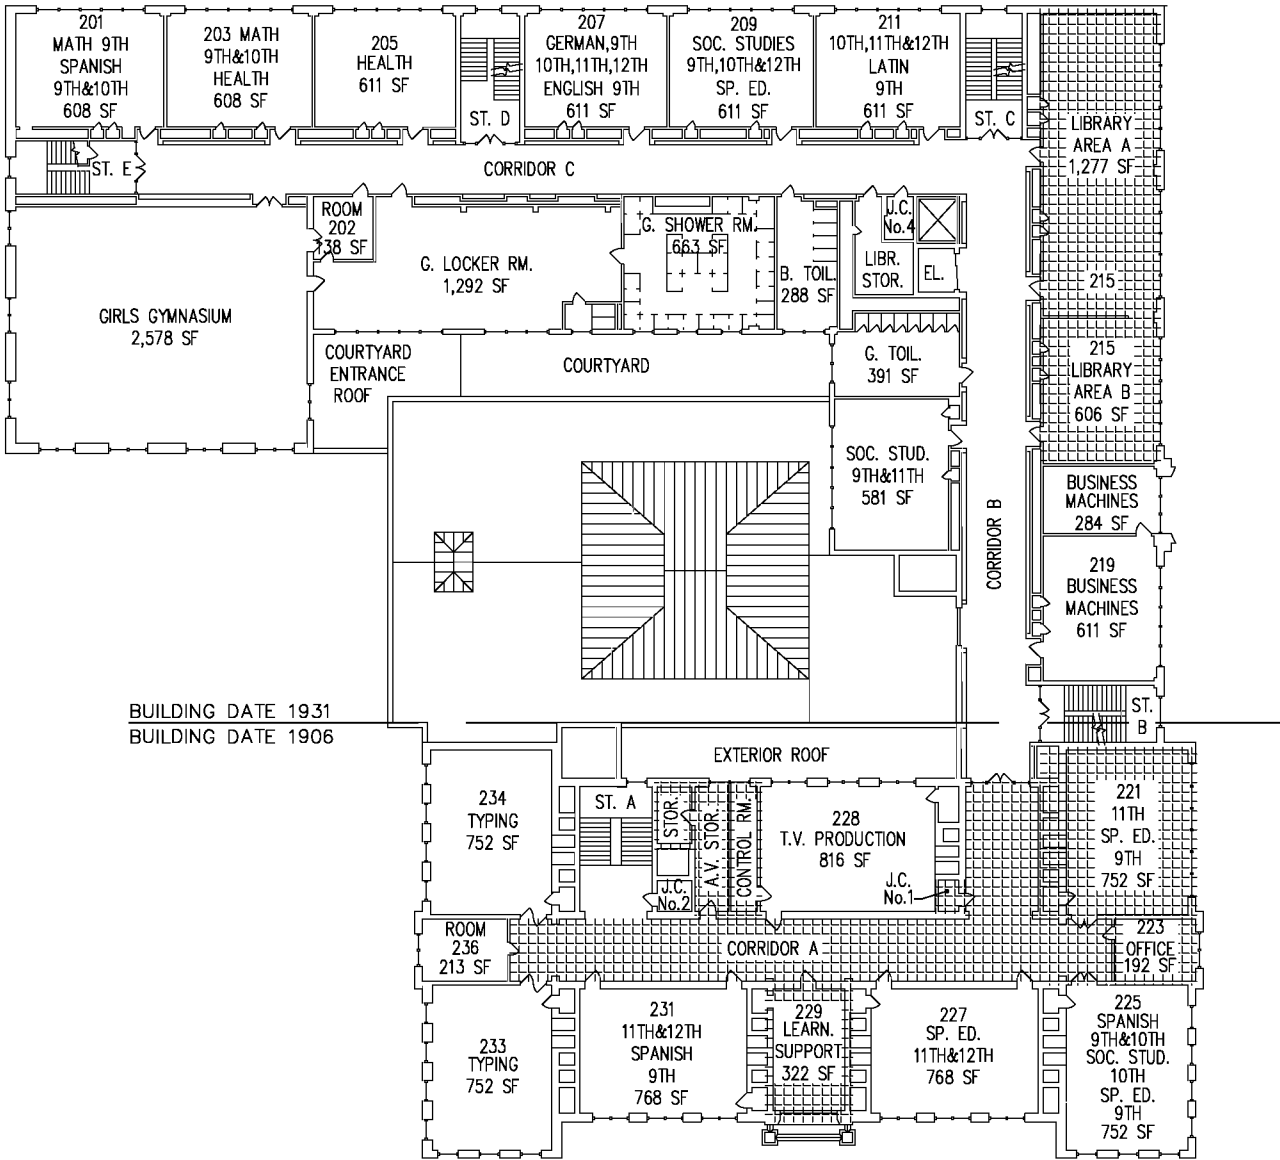 201
MATH 9TH
SPANISH
9TH&10TH
608 SF
203 MATH
9TH&10TH
HEALTH
608 SF
205
HEALTH
611 SF
ST. D
207
GERMAN,9TH
10TH,11TH,12TH
ENGLISH 9TH
611 SF
209
SOC. STUDIES
9TH,10TH&12TH
SP. ED.
611 SF
211
10TH,11TH&12TH
LATIN
9TH
611 SF
ST. C
LIBRARY
AREA A
1,277 SF
ST. E
CORRIDOR C
ROOM
202
138 SF
G. LOCKER RM.
1,292 SF
G. SHOWER RM.
663 SF
B. TOIL.
288 SF
J.C.
No.4
LIBR.
STOR.
EL.
215
GIRLS GYMNASIUM
2,578 SF
COURTYARD
ENTRANCE
ROOF
COURTYARD
G. TOIL.
391 SF
215
LIBRARY
AREA B
606 SF
SOC. STUD.
9TH&11TH
581 SF
BUSINESS
MACHINES
284 SF
CORRIDOR B
219
BUSINESS
MACHINES
611 SF
BUILDING DATE 1931
BUILDING DATE 1906
ST.
B
EXTERIOR ROOF
234
TYPING
752 SF
ST. A
STOR.
A.V. STOR.
CONTROL RM.
228
T.V. PRODUCTION
816 SF
221
11TH
SP. ED.
9TH
752 SF
J.C.
No.2
J.C.
No.1
ROOM
236
213 SF
CORRIDOR A
223
OFFICE
192 SF
233
TYPING
752 SF
231
11TH&12TH
SPANISH
9TH
768 SF
229
LEARN.
SUPPORT
322 SF
227
SP. ED.
11TH&12TH
768 SF
225
SPANISH
9TH&10TH
SOC. STUD.
10TH
SP. ED.
9TH
752 SF